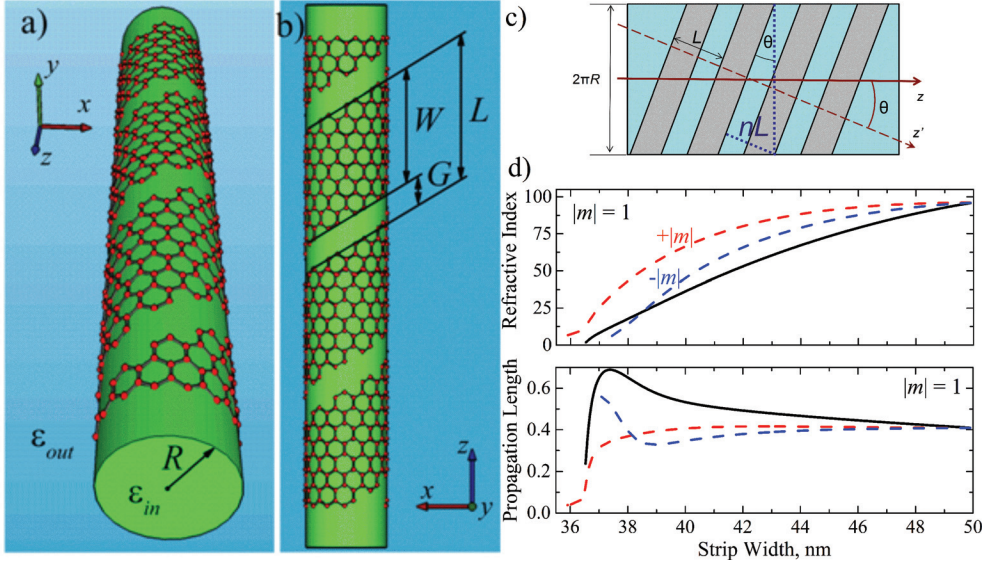 a)
y
x
z
ε_out
R
ε_in
b)
W
L
G
z
x
y
c)
2πR
L
θ
z
θ
nL
z'
d)
|m| = 1
+|m|
-|m|
Refractive Index
100
75
50
25
0
|m| = 1
Propagation Length
0.6
0.4
0.2
0.0
36 38 40 42 44 46 48 50
Strip Width, nm